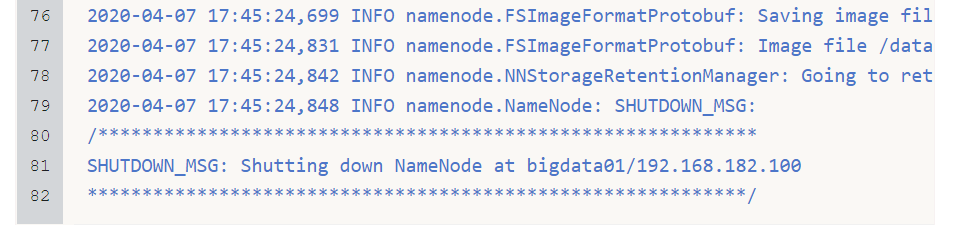 76 2020-04-07 17:45:24,699 INFO namenode.FSImageFormatProtobuf: Saving image fil
77 2020-04-07 17:45:24,831 INFO namenode.FSImageFormatProtobuf: Image file /data
78 2020-04-07 17:45:24,842 INFO namenode.NNStorageRetentionManager: Going to ret
79 2020-04-07 17:45:24,848 INFO namenode.NameNode: SHUTDOWN_MSG:
80 /************************************************************
81 SHUTDOWN_MSG: Shutting down NameNode at bigdata01/192.168.182.100
82 ************************************************************/